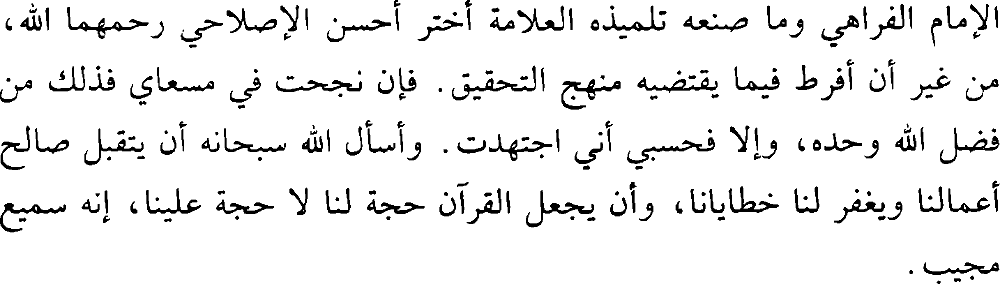 الإمام الفراهي وما صنعه تلميذه العلامة أختر أحسن الإصلاحي رحمهما الله،
من غير أن أفرط فيما يقتضيه منهج التحقيق. فإن نجحت في مسعاي فذلك من
فضل الله وحده، وإلا فحسبي أني اجتهدت. وأسأل الله سبحانه أن يتقبل صالح
أعمالنا ويغفر لنا خطايانا، وأن يجعل القرآن حجة لنا لا حجة علينا، إنه سميع
مجيب.